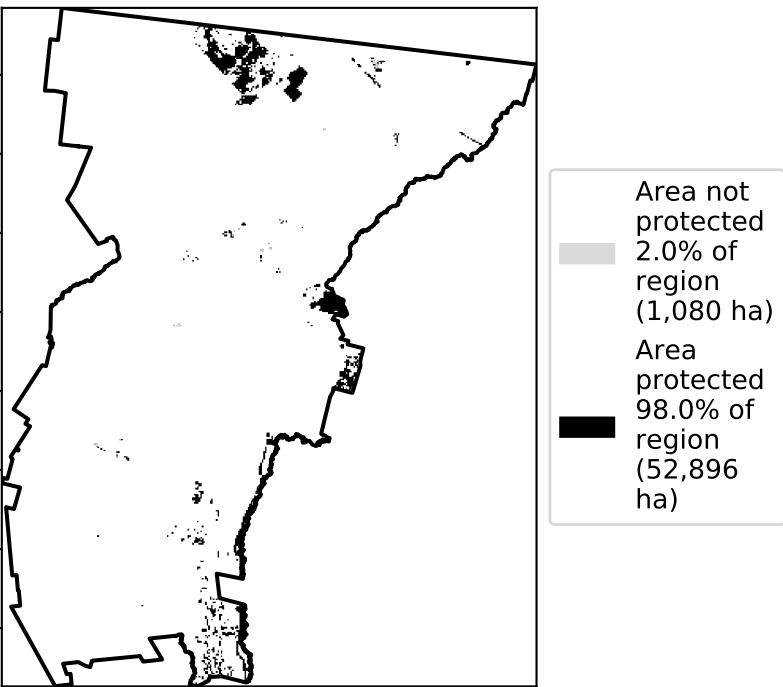 Area not
protected
2.0% of
region
(1,080 ha)
Area
protected
98.0% of
region
(52,896
ha)